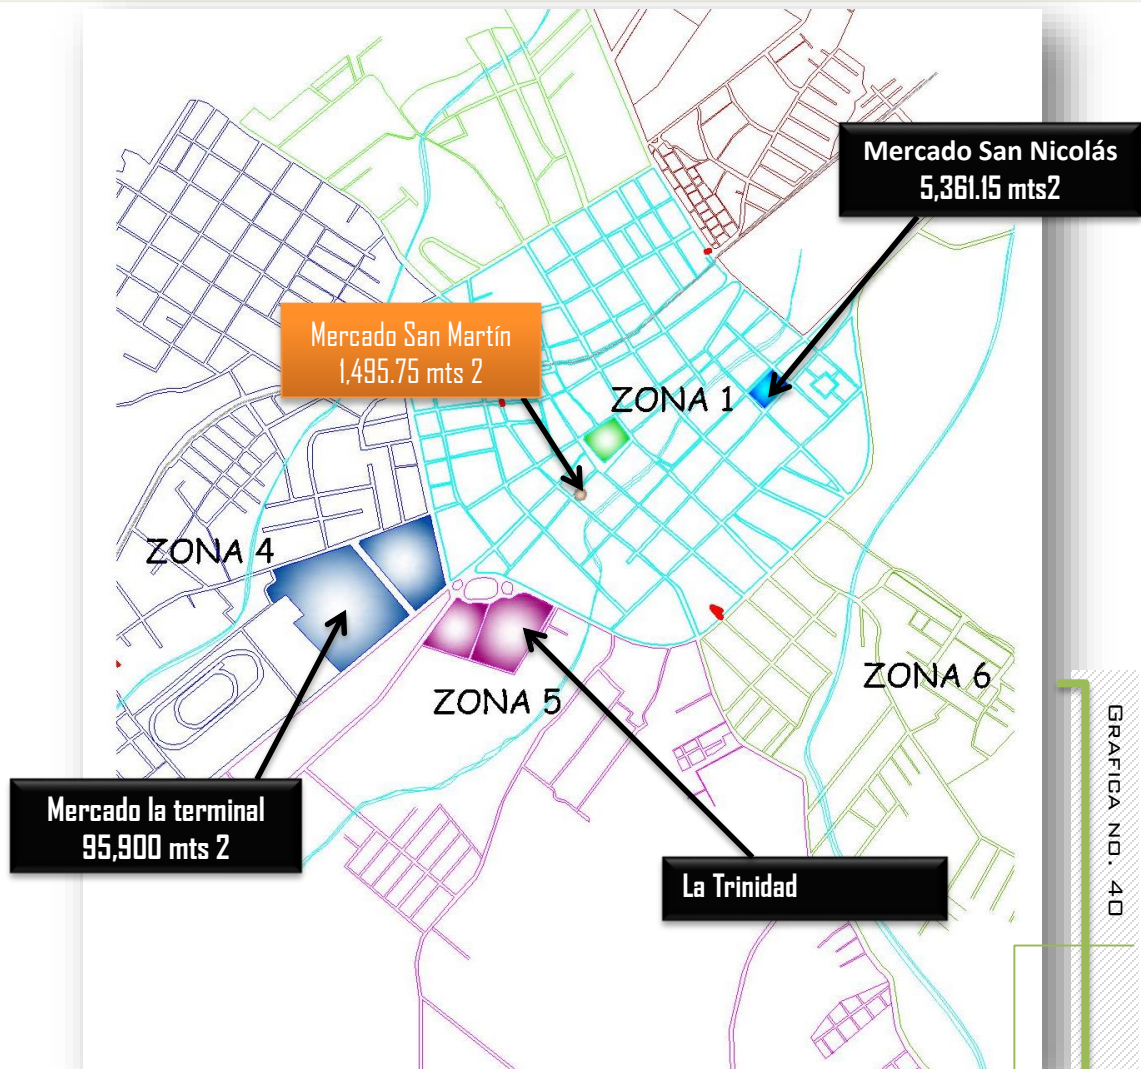 Mercado San Nicolás
5,361.15 mts2
Mercado San Martín
1,495.75 mts 2
ZONA 1
ZONA 4
ZONA 5
ZONA 6
Mercado la terminal
95,900 mts 2
La Trinidad
GRAFICA NO. 40